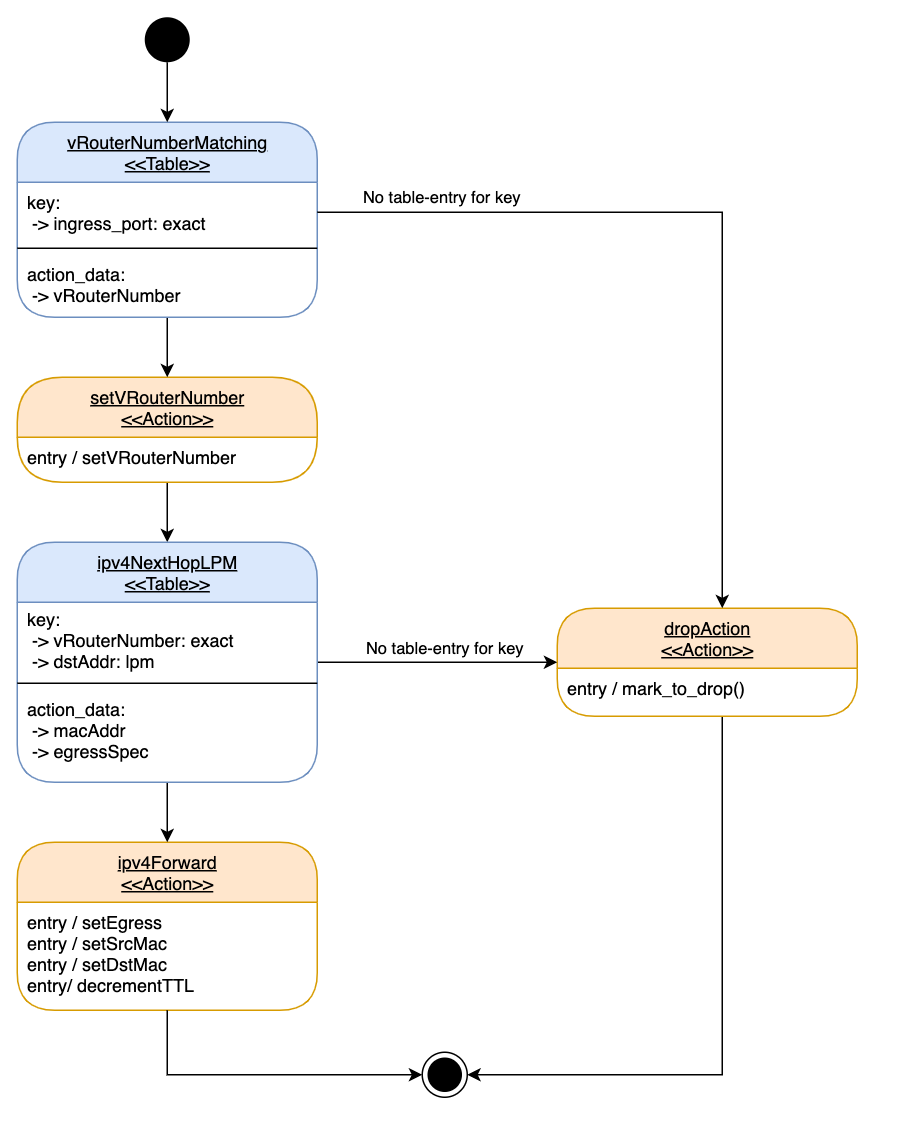 vRouterNumberMatching
<<Table>>
key:
-> ingress_port: exact
action_data:
-> vRouterNumber
No table-entry for key
setVRouterNumber
<<Action>>
entry / setVRouterNumber
ipv4NextHopLPM
<<Table>>
key:
-> vRouterNumber: exact
-> dstAddr: lpm
action_data:
-> macAddr
-> egressSpec
No table-entry for key
dropAction
<<Action>>
entry / mark_to_drop()
ipv4Forward
<<Action>>
entry / setEgress
entry / setSrcMac
entry / setDstMac
entry/ decrementTTL